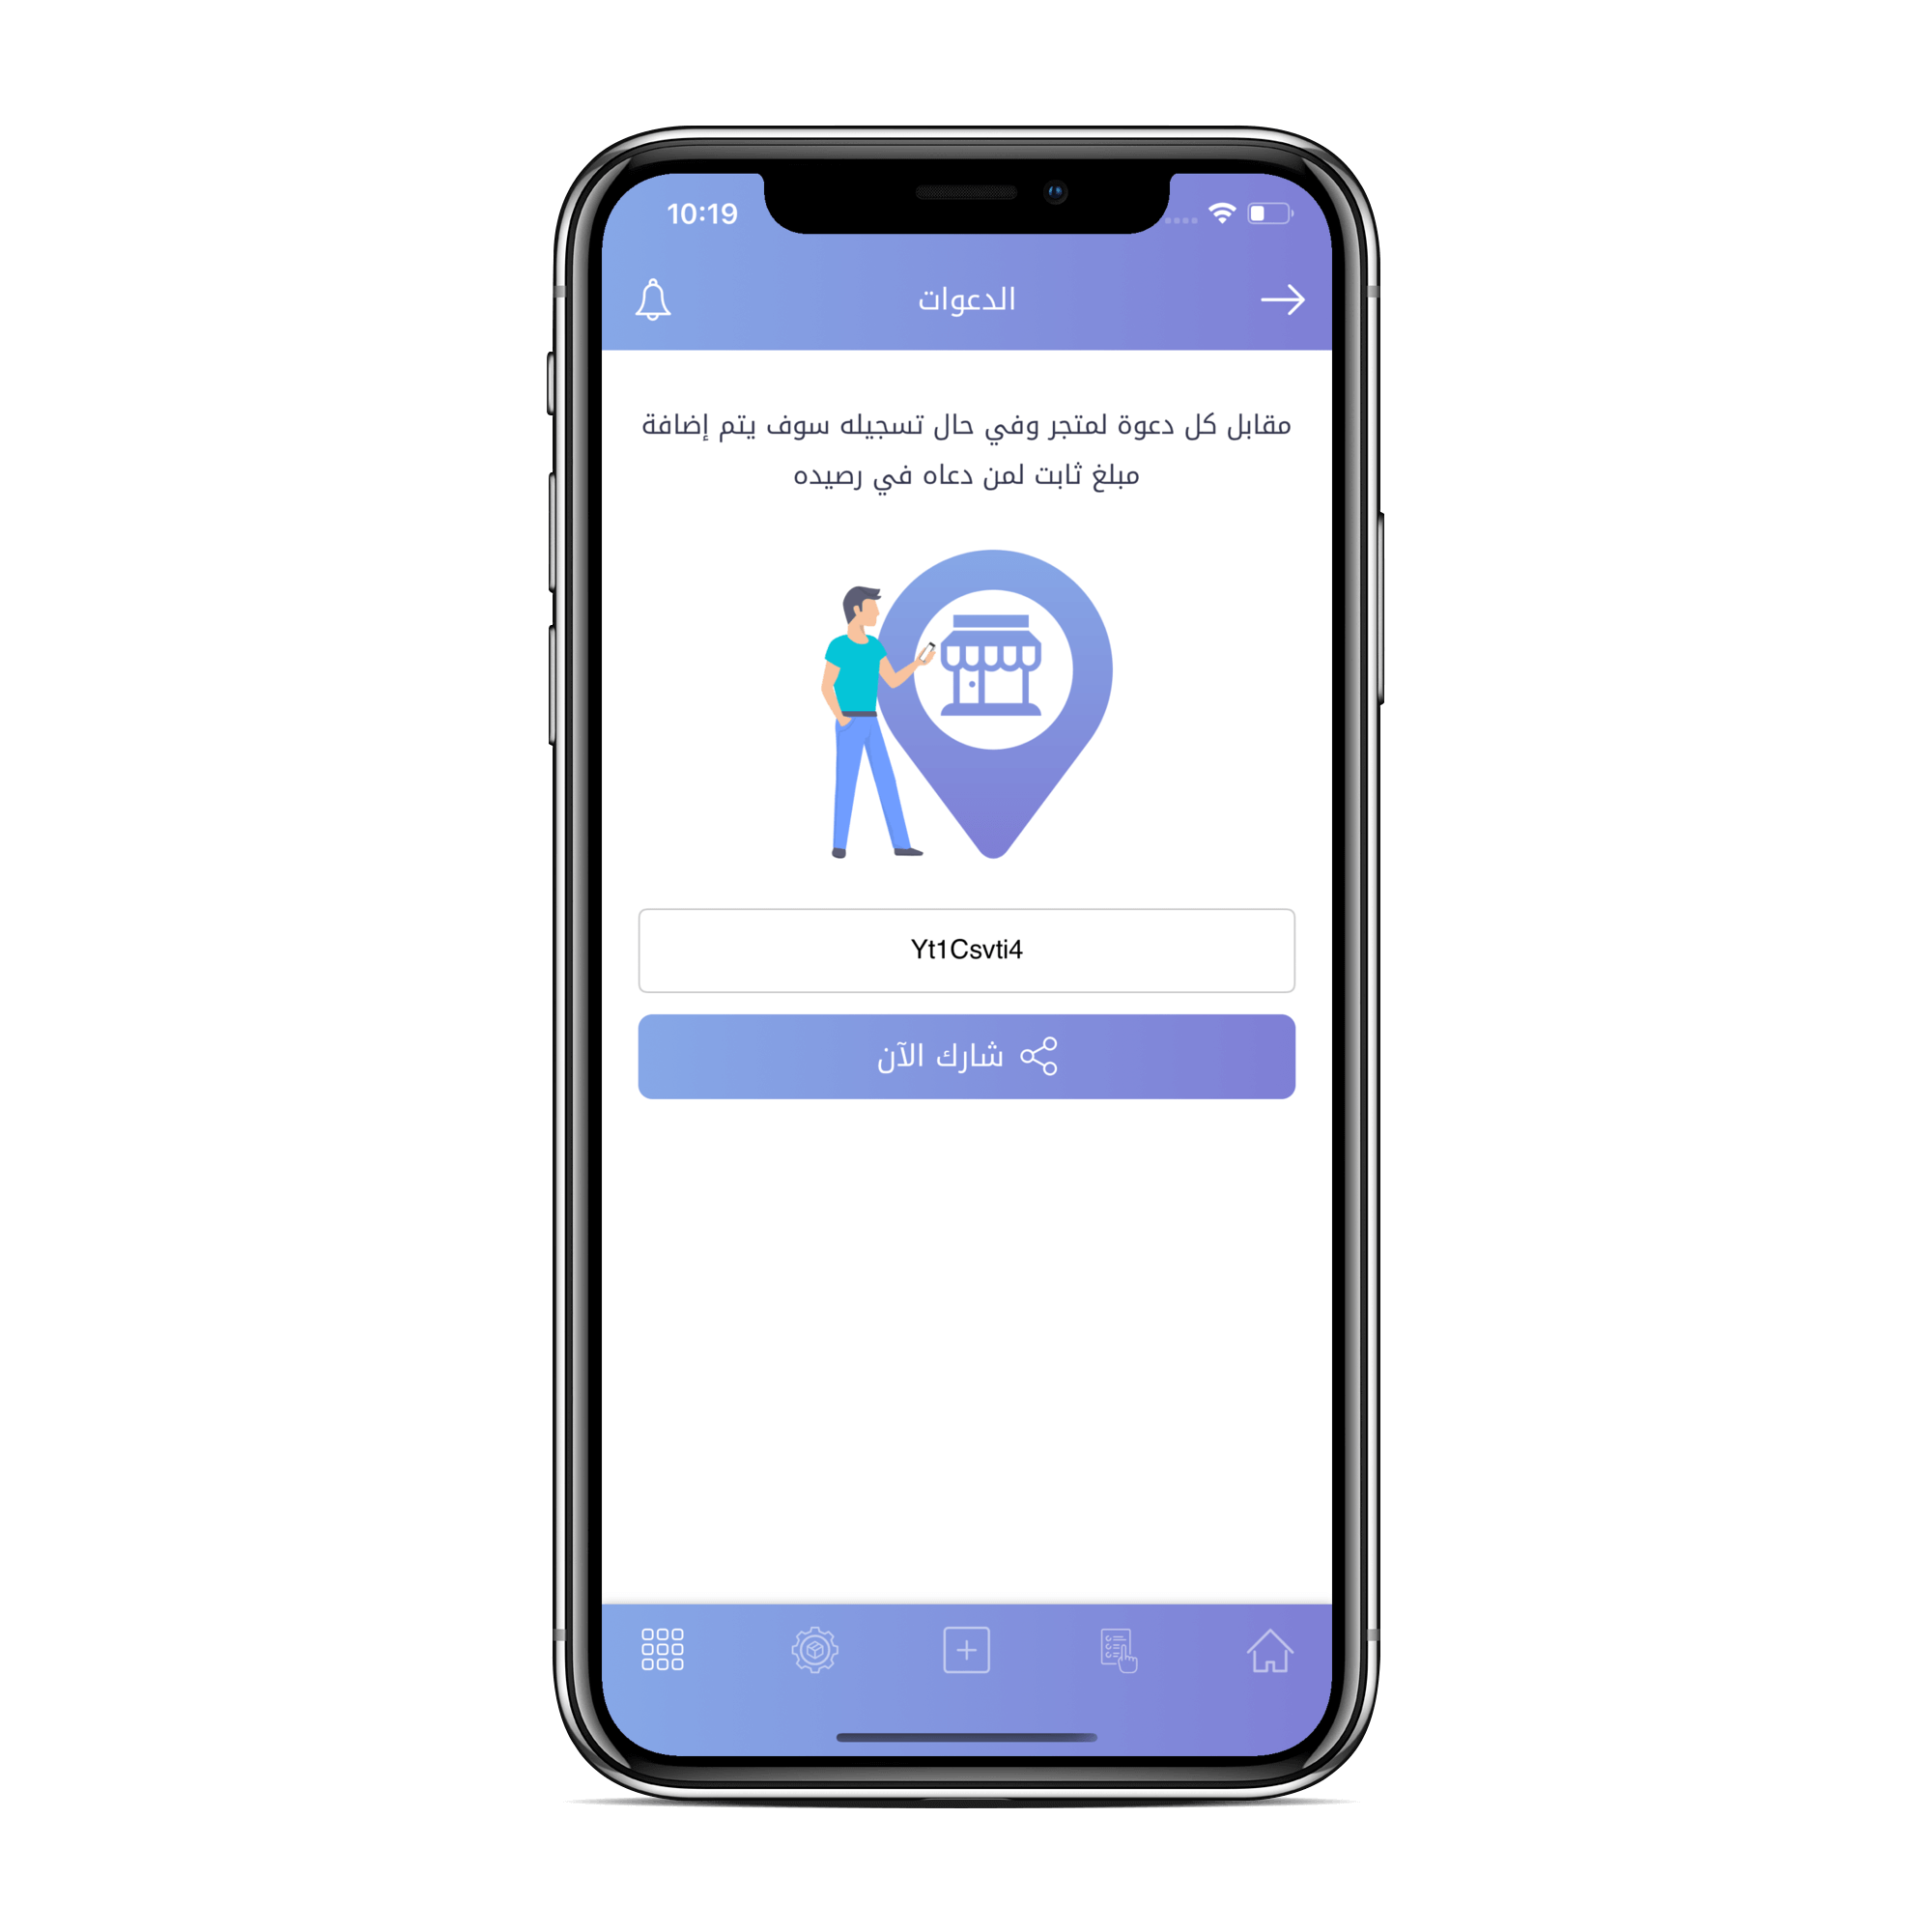 10:19
الدعوات
مقابل كل دعوة لمتجر وفي حال تسجيله سوف يتم إضافة
مبلغ ثابت لمن دعاه في رصيده
Yt1Csvti4
شارك الآن